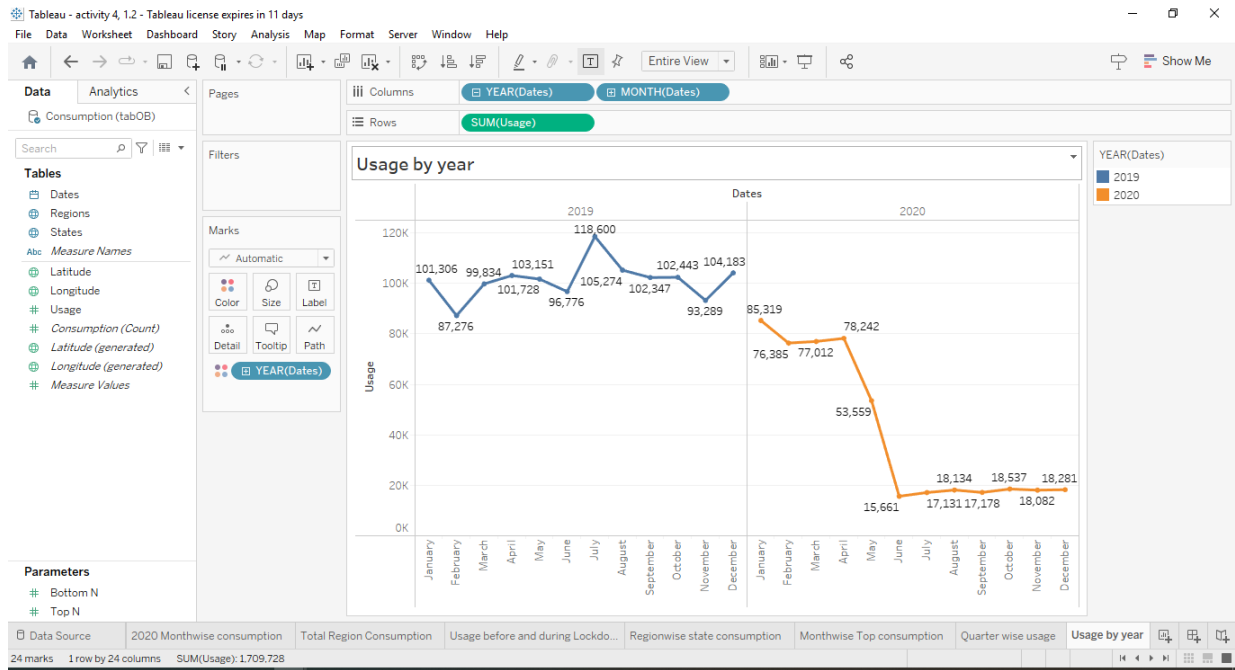 Tableau - activity 4, 1.2 - Tableau license expires in 11 days
File Data Worksheet Dashboard Story Analysis Map Format Server Window Help
Entire View
Show Me
Data Analytics
Pages
Columns YEAR(Dates) MONTH(Dates)
Consumption (tabOB)
Rows SUM(Usage)
Search
Filters
Usage by year
YEAR(Dates)
2019
2020
Tables
Dates
Regions
States
Abc Measure Names
Latitude
Longitude
# Usage
# Consumption (Count)
Latitude (generated)
Longitude (generated)
# Measure Values
Marks
Automatic
Color Size Label
Detail Tooltip Path
YEAR(Dates)
Dates
2019 2020
120K
100K
80K
60K
40K
20K
0K
Usage
101,306
87,276
99,834
101,728
103,151
96,776
118,600
105,274
102,347
102,443
93,289
104,183
85,319
76,385
77,012
78,242
53,559
15,661
17,131
18,134
17,178
18,537
18,082
18,281
January
February
March
April
May
June
July
August
September
October
November
December
January
February
March
April
May
June
July
August
September
October
November
December
Parameters
# Bottom N
# Top N
Data Source 2020 Monthwise consumption Total Region Consumption Usage before and during Lockdo... Regionwise state consumption Monthwise Top consumption Quarter wise usage Usage by year
24 marks 1 row by 24 columns SUM(Usage): 1,709,728